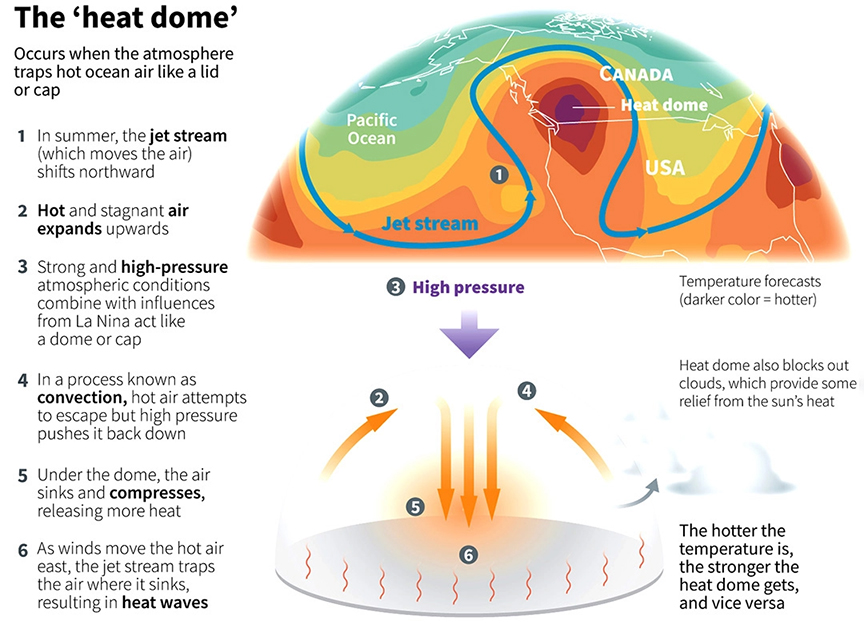 The ‘heat dome’
Occurs when the atmosphere
traps hot ocean air like a lid
or cap
1 In summer, the jet stream
(which moves the air)
shifts northward
2 Hot and stagnant air
expands upwards
3 Strong and high-pressure
atmospheric conditions
combine with influences
from La Nina act like
a dome or cap
4 In a process known as
convection, hot air attempts
to escape but high pressure
pushes it back down
5 Under the dome, the air
sinks and compresses,
releasing more heat
6 As winds move the hot air
east, the jet stream traps
the air where it sinks,
resulting in heat waves
CANADA
Heat dome
Pacific
Ocean
USA
1
Jet stream
3 High pressure
Temperature forecasts
(darker color = hotter)
Heat dome also blocks out
clouds, which provide some
relief from the sun’s heat
2
4
5
6
The hotter the
temperature is,
the stronger the
heat dome gets,
and vice versa